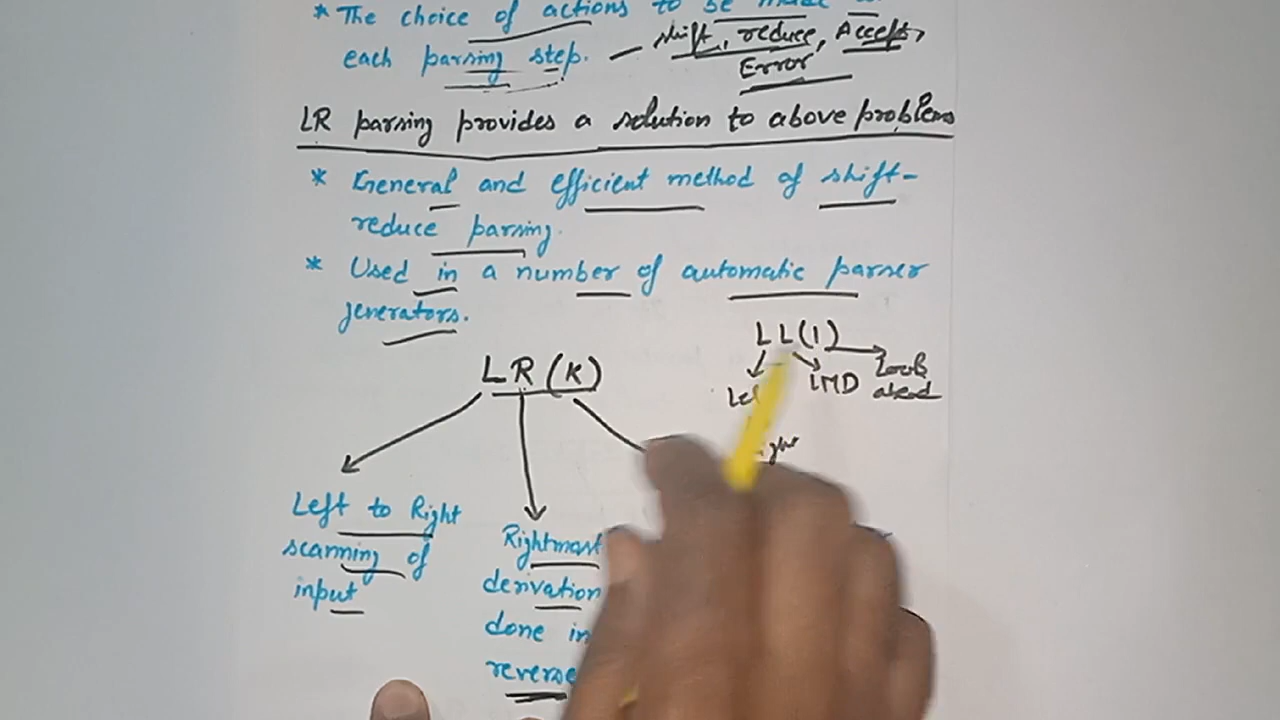 * The choice of actions to be
each parsing step. – shift, reduce, Accept,
Error
LR parsing provides a solution to above problems
* General and efficient method of shift-
reduce parsing.
* Used in a number of automatic parser
generators.
LL(1)
LMD Look
ahead
LR(K)
Left to Right
scanning of
input
Rightmost
derivation
done in
reverse